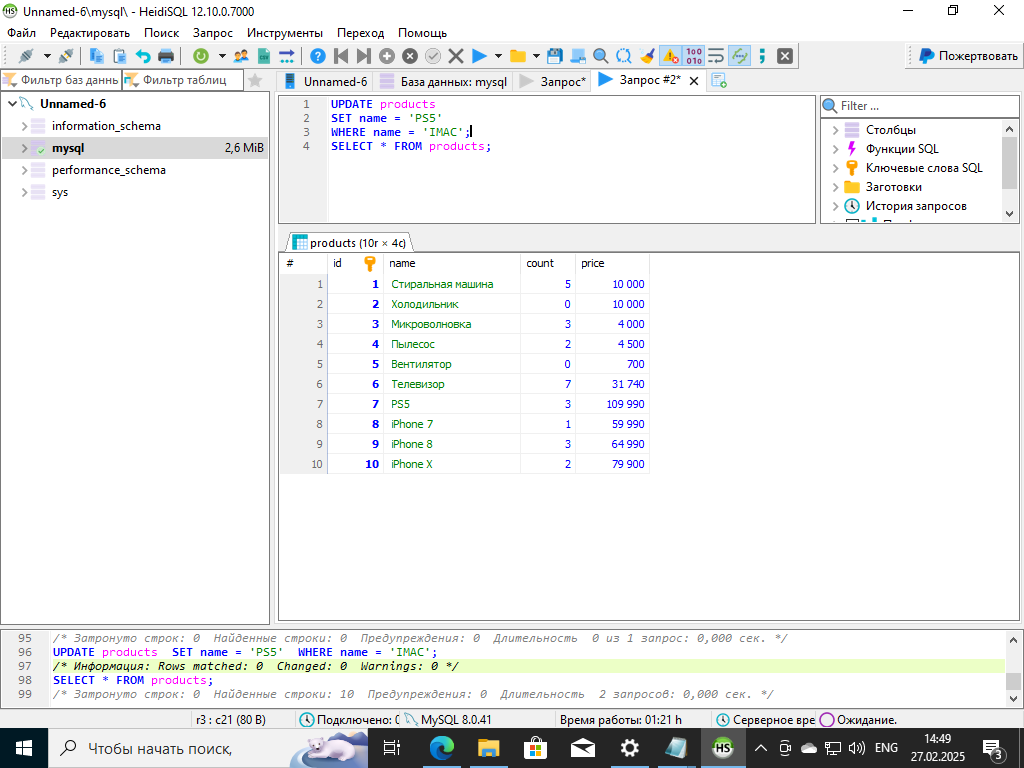 HS Unnamed-6\mysql\ - HeidiSQL 12.10.0.7000
Файл Редактировать Поиск Запрос Инструменты Переход Помощь
Пожертвовать
Фильтр баз даннь Фильтр таблиц Unnamed-6 База данных: mysql Запрос* Запрос #2*
Unnamed-6
information_schema
mysql 2,6 MiB
performance_schema
sys
1 UPDATE products
2 SET name = 'PS5'
3 WHERE name = 'IMAC';
4 SELECT * FROM products;
Filter ...
Столбцы
Функции SQL
Ключевые слова SQL
Заготовки
История запросов
products (10r × 4c)
# id name count price
1 1 Стиральная машина 5 10 000
2 2 Холодильник 0 10 000
3 3 Микроволновка 3 4 000
4 4 Пылесос 2 4 500
5 5 Вентилятор 0 700
6 6 Телевизор 7 31 740
7 7 PS5 3 109 990
8 8 iPhone 7 1 59 990
9 9 iPhone 8 3 64 990
10 10 iPhone X 2 79 900
95 /* Затронуто строк: 0 Найденные строки: 0 Предупреждения: 0 Длительность 0 из 1 запрос: 0,000 сек. */
96 UPDATE products SET name = 'PS5' WHERE name = 'IMAC';
97 /* Информация: Rows matched: 0 Changed: 0 Warnings: 0 */
98 SELECT * FROM products;
99 /* Затронуто строк: 0 Найденные строки: 10 Предупреждения: 0 Длительность 2 запросов: 0,000 сек. */
r3 : c21 (80 B) Подключено: 0 MySQL 8.0.41 Время работы: 01:21 h Серверное вре Ожидание.
Чтобы начать поиск, HS ENG 14:49
27.02.2025 3